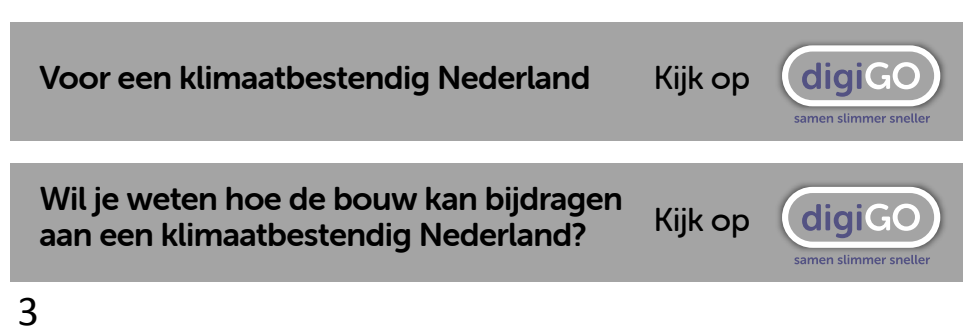 Voor een klimaatbestendig Nederland Kijk op digiGO
samen slimmer sneller
Wil je weten hoe de bouw kan bijdragen
aan een klimaatbestendig Nederland? Kijk op digiGO
samen slimmer sneller
3